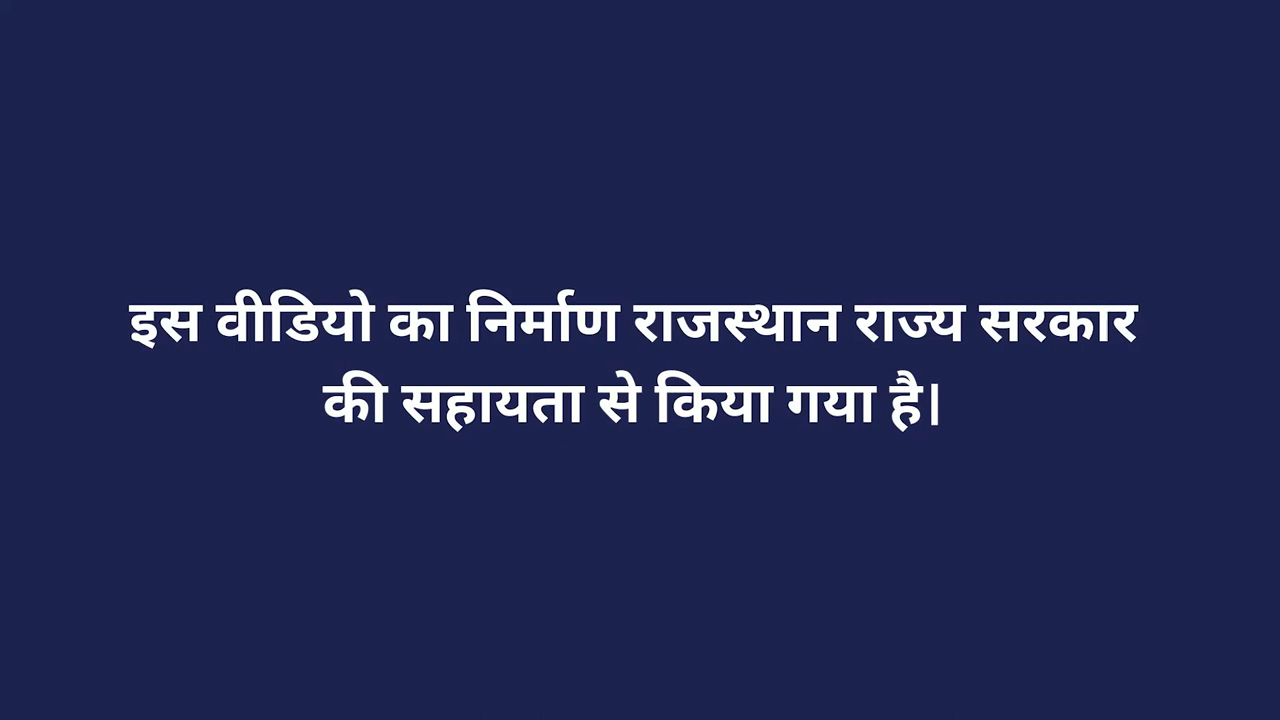 इस वीडियो का निर्माण राजस्थान राज्य सरकार
की सहायता से किया गया है।